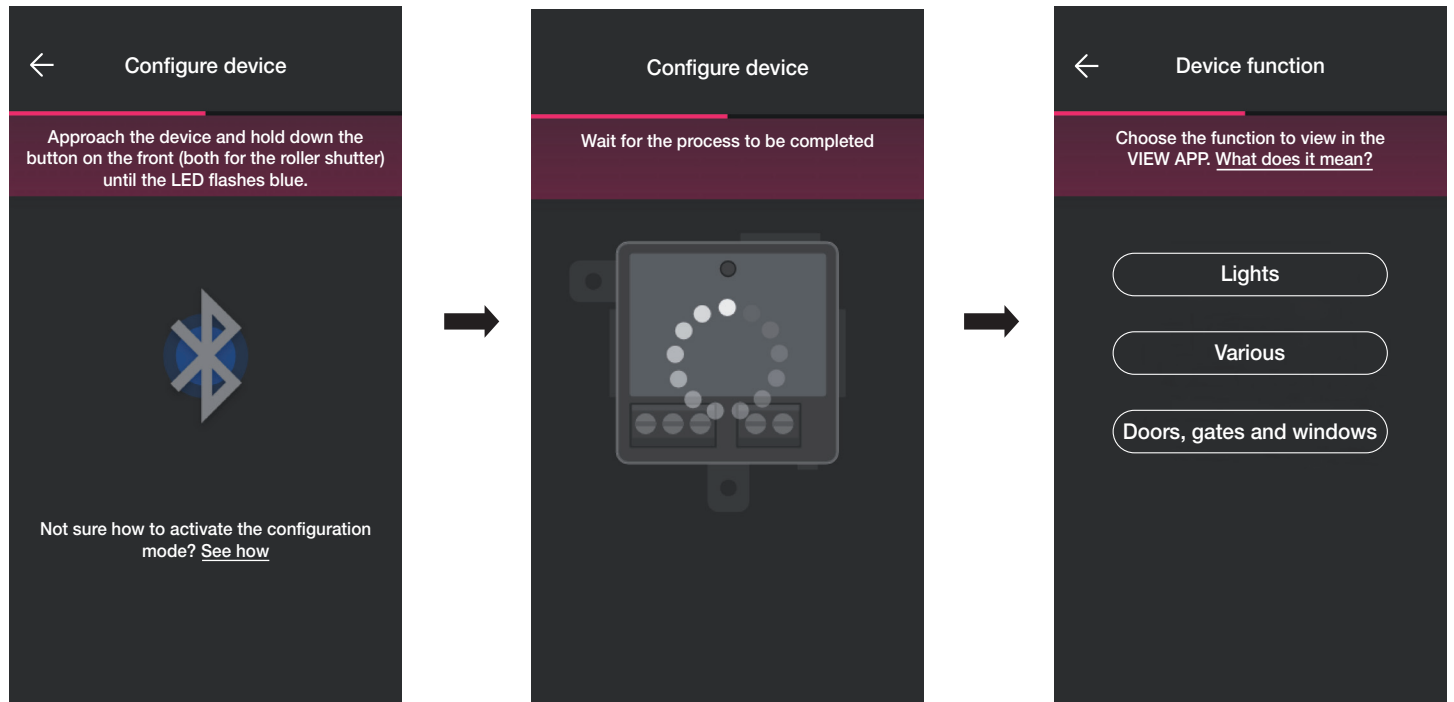 Configure device
Approach the device and hold down the
button on the front (both for the roller shutter)
until the LED flashes blue.
Not sure how to activate the configuration
mode? See how
Configure device
Wait for the process to be completed
Device function
Choose the function to view in the
VIEW APP. What does it mean?
Lights
Various
Doors, gates and windows